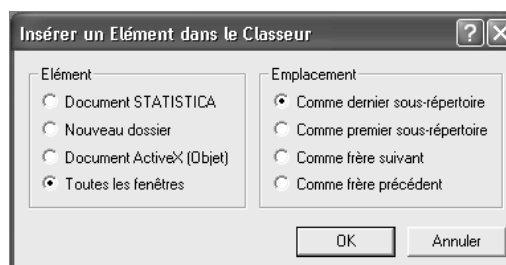 Insérer un Elément dans le Classeur
Elément
Document STATISTICA
Nouveau dossier
Document ActiveX (Objet)
Toutes les fenêtres
Emplacement
Comme dernier sous-répertoire
Comme premier sous-répertoire
Comme frère suivant
Comme frère précédent
OK
Annuler